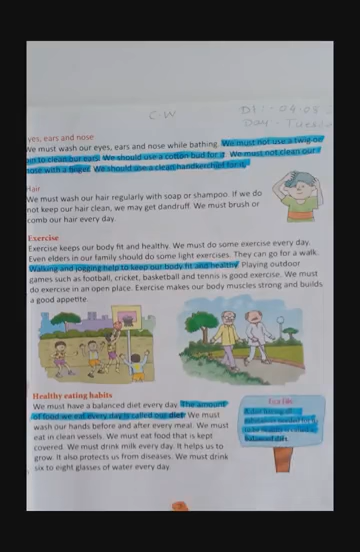 C.W
Dt:-04.05
Day-Tuesd
yes, ears and nose
We must wash our eyes, ears and nose while bathing. We must not use a twig or
pin to clean our ears. We should use a cotton bud for it. We must not clean our
nose with a finger. We should use a clean handkerchief for it.
Hair
We must wash our hair regularly with soap or shampoo. If we do
not keep our hair clean, we may get dandruff. We must brush or
comb our hair every day.
Exercise
Exercise keeps our body fit and healthy. We must do some exercise every day.
Even elders in our family should do some light exercises. They can go for a walk.
Walking and jogging help to keep our body fit and healthy. Playing outdoor
games such as football, cricket, basketball and tennis is good exercise. We must
do exercise in an open place. Exercise makes our body muscles strong and builds
a good appetite.
Healthy eating habits
We must have a balanced diet every day. The amount
of food we eat every day is called our diet. We must
wash our hands before and after every meal. We must
eat in clean vessels. We must eat food that is kept
covered. We must drink milk every day. It helps us to
grow. It also protects us from diseases. We must drink
six to eight glasses of water every day.
A diet having all
substances needed for
balanced diet.